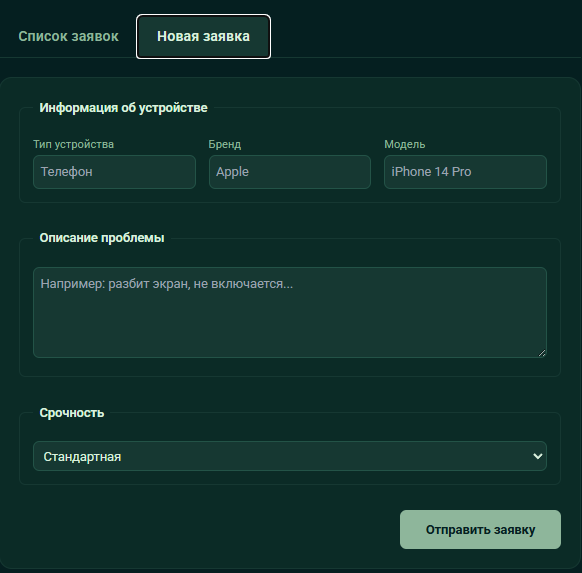 Список заявок Новая заявка
Информация об устройстве
Тип устройства Бренд Модель
Телефон Apple iPhone 14 Pro
Описание проблемы
Например: разбит экран, не включается...
Срочность
Стандартная
Отправить заявку